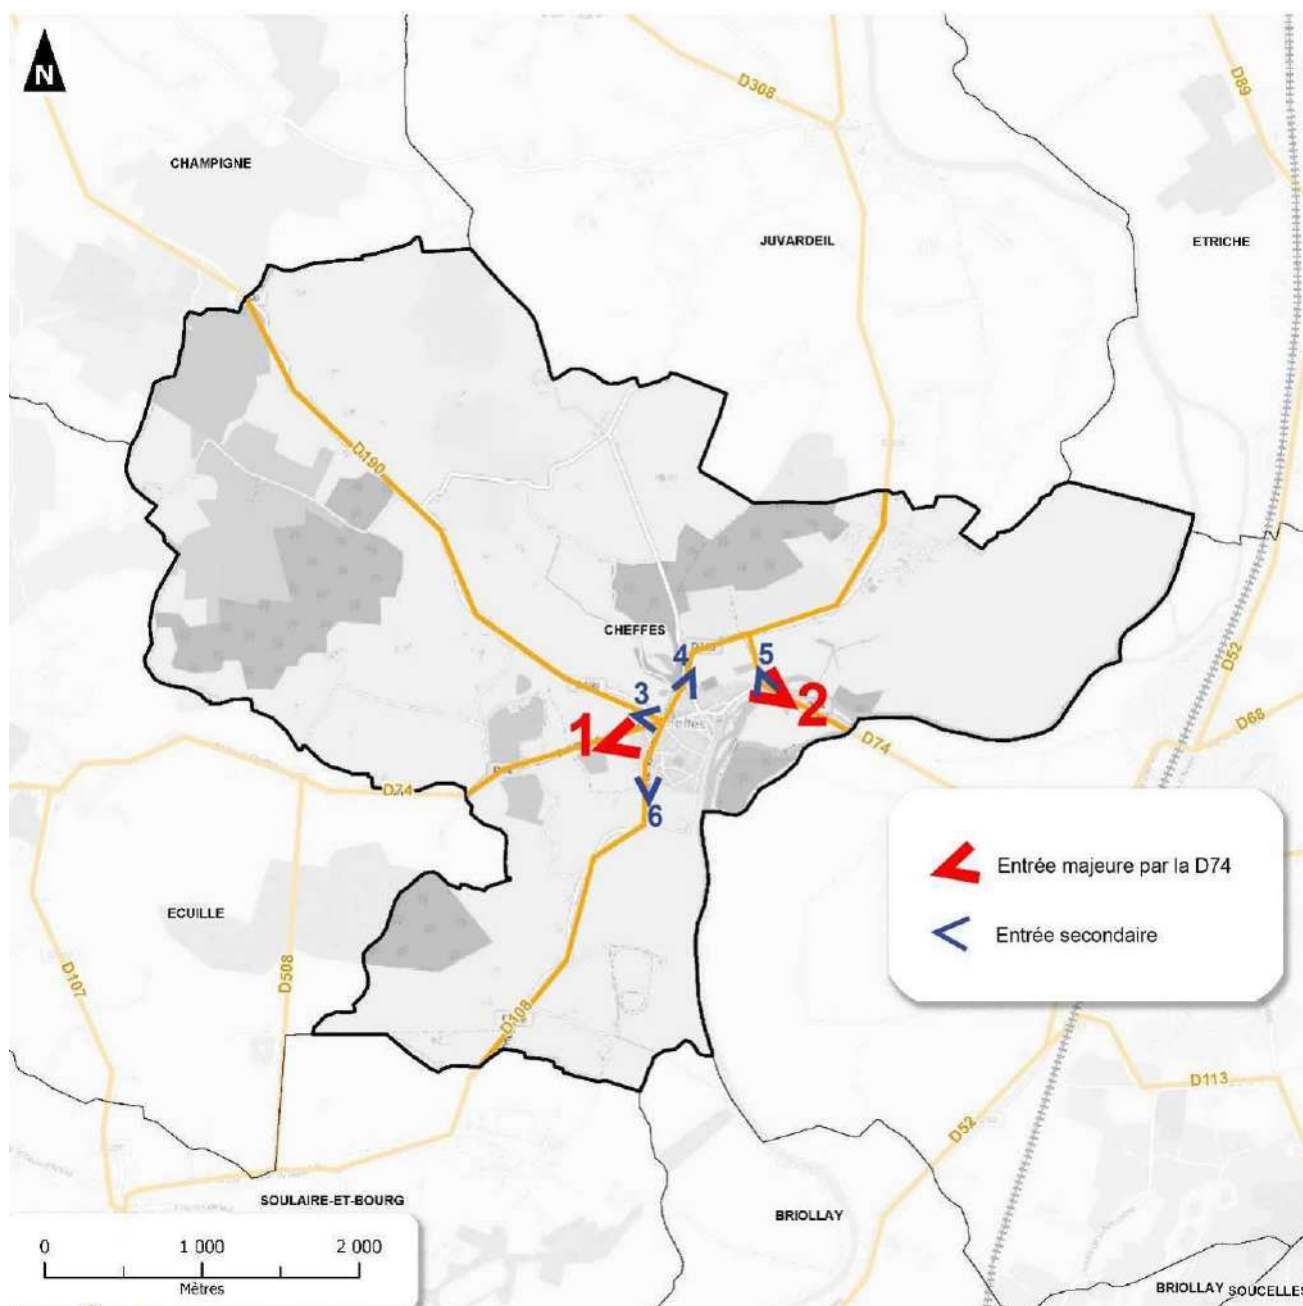 N
D308
D89
CHAMPIGNE
JUVARDEIL
ETRICHE
D190
CHEFFES
4
5
D52
3
2
1
D68
D74
D74
6
Entrée majeure par la D74
ECUILLE
Entrée secondaire
D107
D508
D108
D113
D52
SOULAIRE-ET-BOURG
BRIOLLAY
0 1 000 2 000
Mètres
BRIOLLAY SOUCELLES